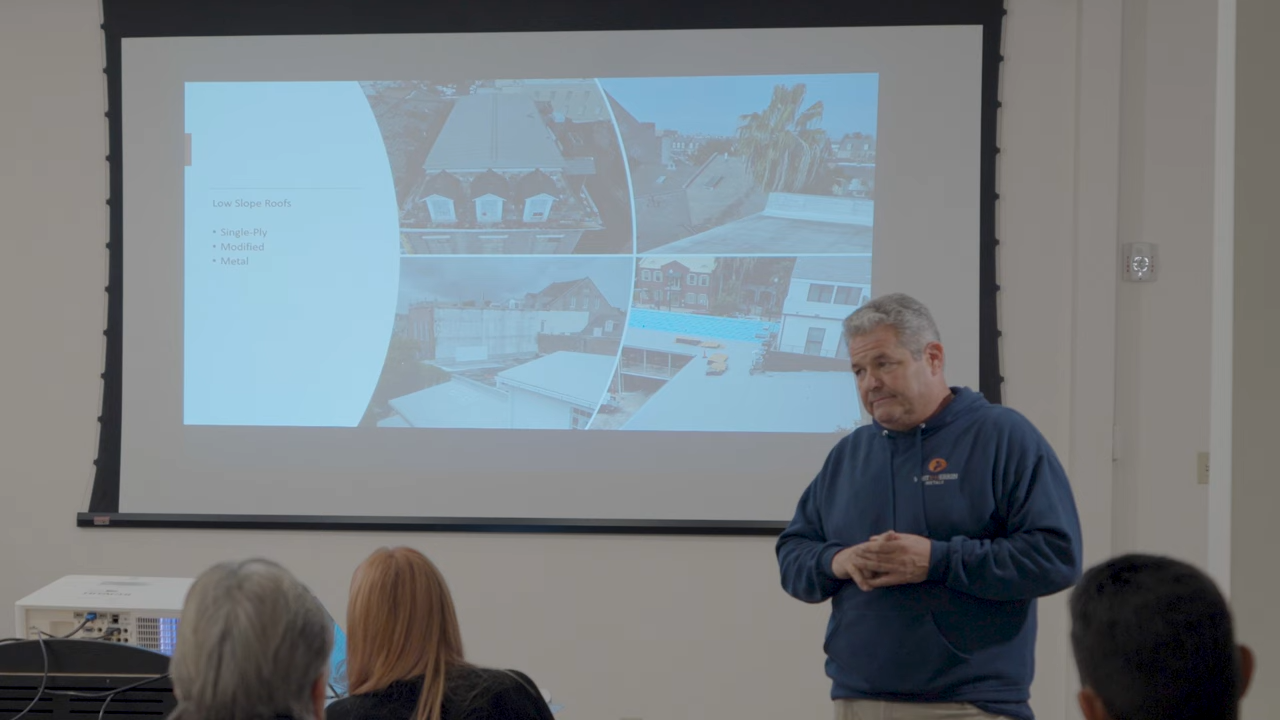 Low Slope Roofs
• Single-Ply
• Modified
• Metal